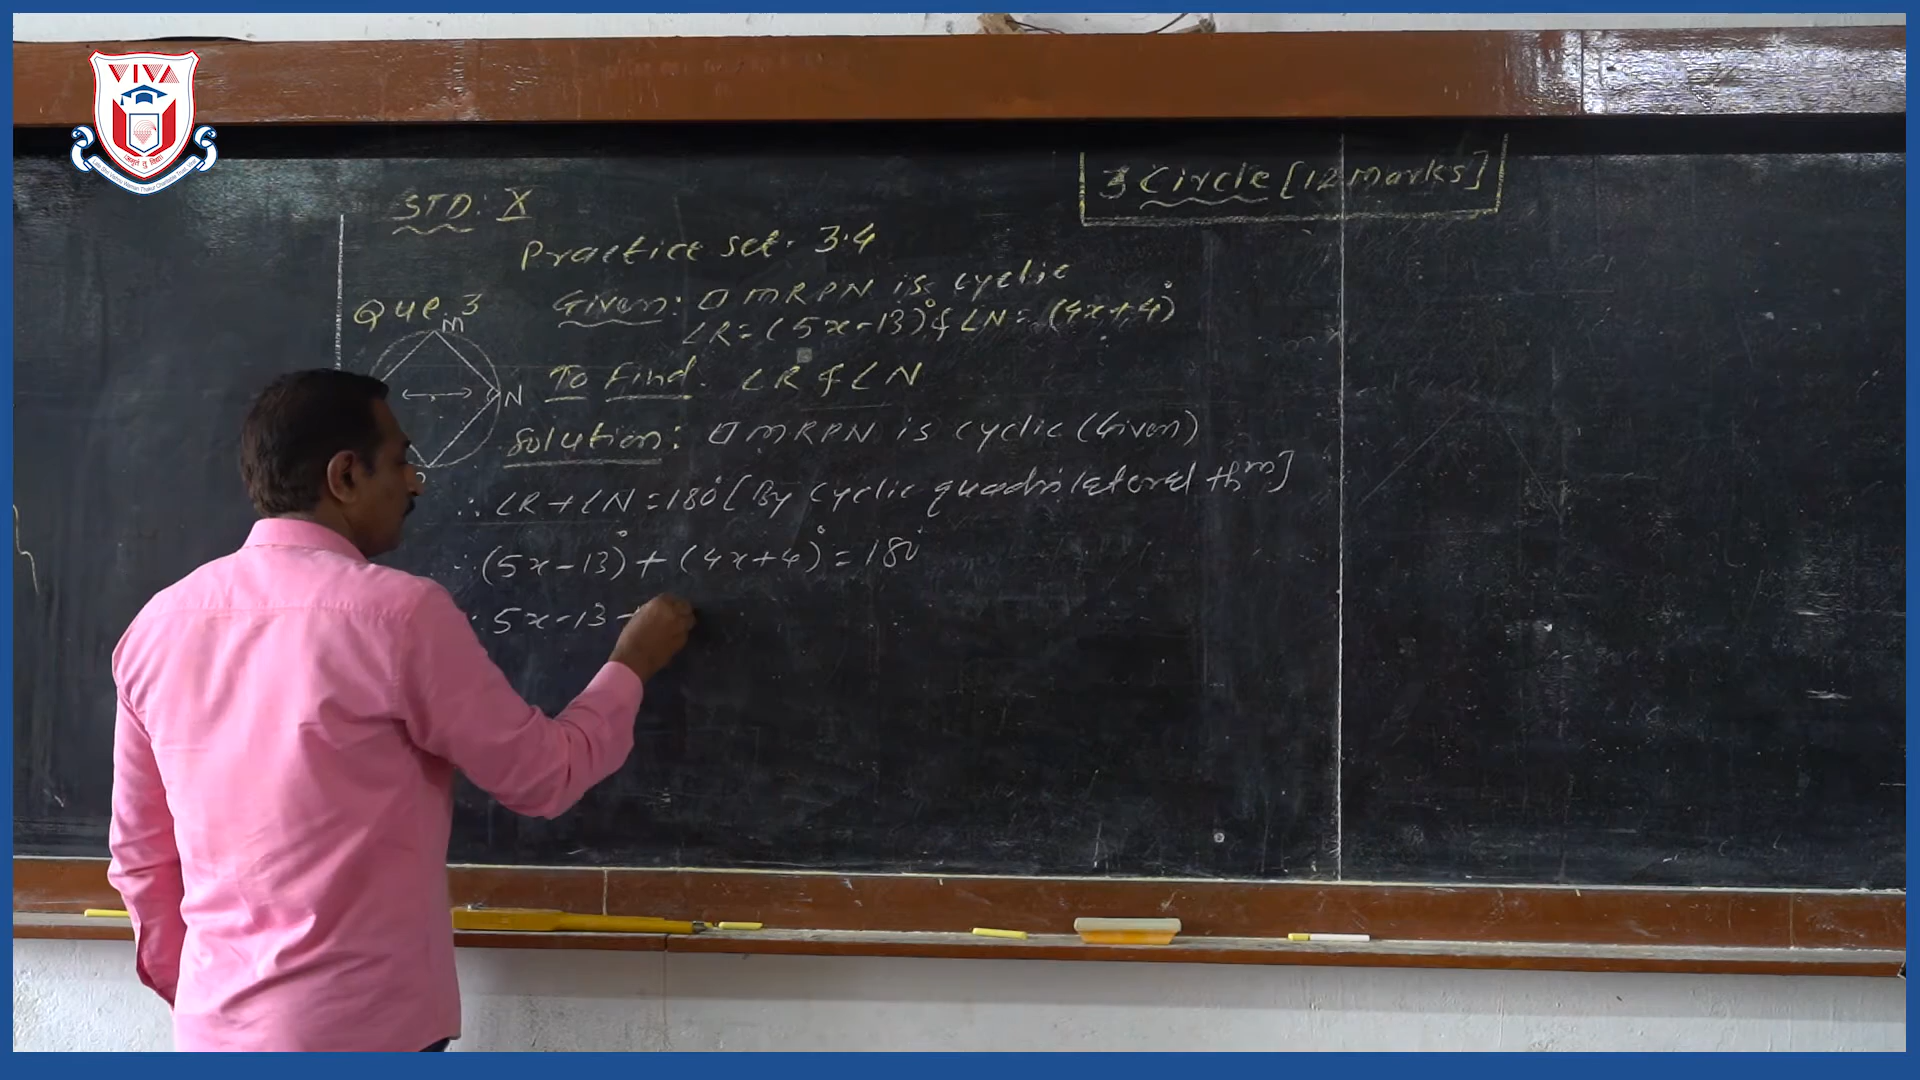 VIVA
3 Circle [12 Marks]
STD: X
Practice set. 3.4
Que.3
Given: □MRPN is cyclic
∠R=(5x-13)° & ∠N=(4x+4)°
M
N
To Find. ∠R & ∠N
Solution: □MRPN is cyclic (Given)
∴ ∠R+∠N=180° [By cyclic quadrilateral thm]
∴ (5x-13)°+(4x+4)°=180°
5x-13+